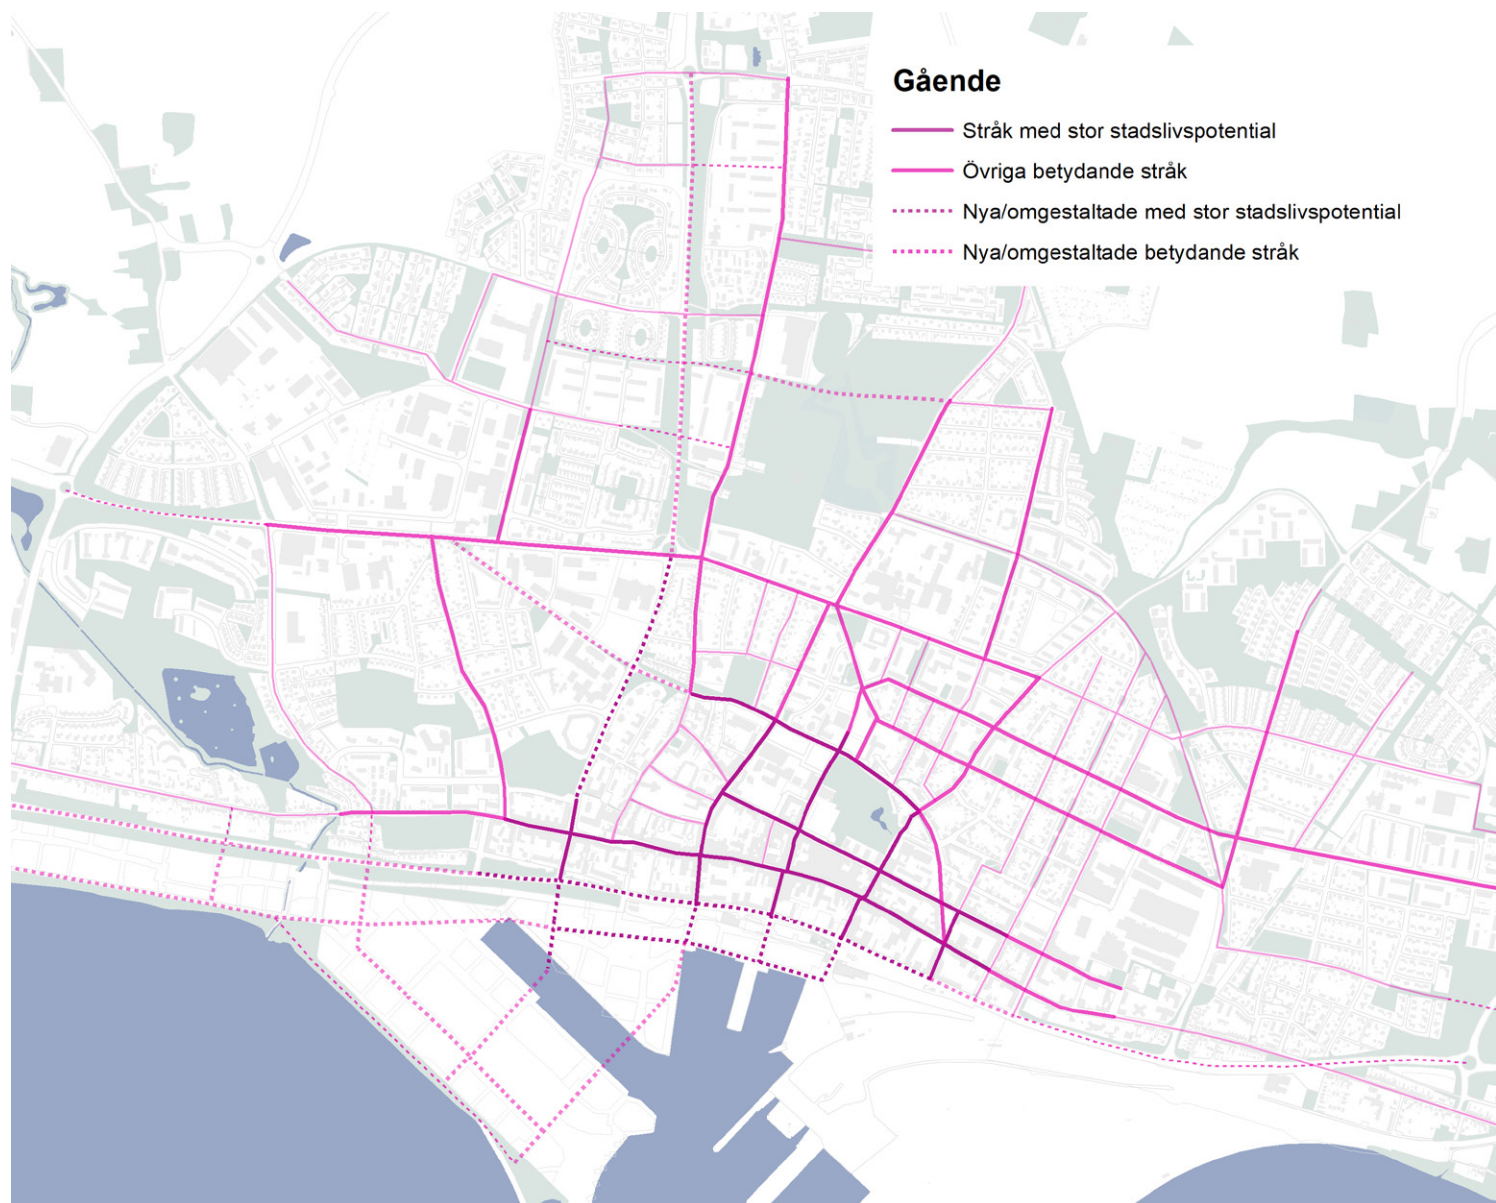 Gående
Stråk med stor stadslivspotential
Övriga betydande stråk
Nya/omgestaltade med stor stadslivspotential
Nya/omgestaltade betydande stråk